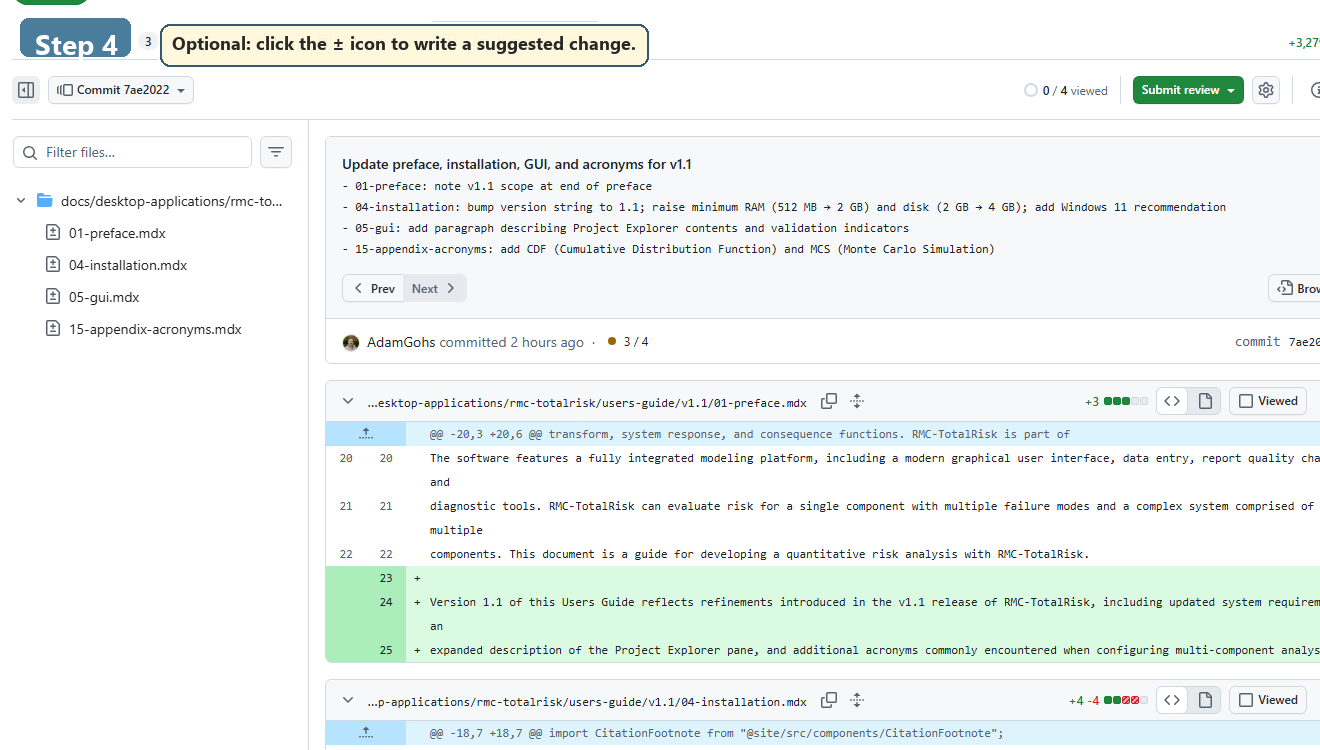 Step 4
3
Optional: click the ± icon to write a suggested change.
+3,279
Commit 7ae2022
0 / 4 viewed
Submit review
Filter files...
docs/desktop-applications/rmc-to...
01-preface.mdx
04-installation.mdx
05-gui.mdx
15-appendix-acronyms.mdx
Update preface, installation, GUI, and acronyms for v1.1
- 01-preface: note v1.1 scope at end of preface
- 04-installation: bump version string to 1.1; raise minimum RAM (512 MB → 2 GB) and disk (2 GB → 4 GB); add Windows 11 recommendation
- 05-gui: add paragraph describing Project Explorer contents and validation indicators
- 15-appendix-acronyms: add CDF (Cumulative Distribution Function) and MCS (Monte Carlo Simulation)
Prev Next
Brow
AdamGohs committed 2 hours ago · 3 / 4
commit 7ae20
...esktop-applications/rmc-totalrisk/users-guide/v1.1/01-preface.mdx
+3
Viewed
@@ -20,3 +20,6 @@ transform, system response, and consequence functions. RMC-TotalRisk is part of
20 20 The software features a fully integrated modeling platform, including a modern graphical user interface, data entry, report quality cha
and
21 21 diagnostic tools. RMC-TotalRisk can evaluate risk for a single component with multiple failure modes and a complex system comprised of
multiple
22 22 components. This document is a guide for developing a quantitative risk analysis with RMC-TotalRisk.
23 +
24 + Version 1.1 of this Users Guide reflects refinements introduced in the v1.1 release of RMC-TotalRisk, including updated system requirem
an
25 + expanded description of the Project Explorer pane, and additional acronyms commonly encountered when configuring multi-component analys
...p-applications/rmc-totalrisk/users-guide/v1.1/04-installation.mdx
+4 -4
Viewed
@@ -18,7 +18,7 @@ import CitationFootnote from "@site/src/components/CitationFootnote";